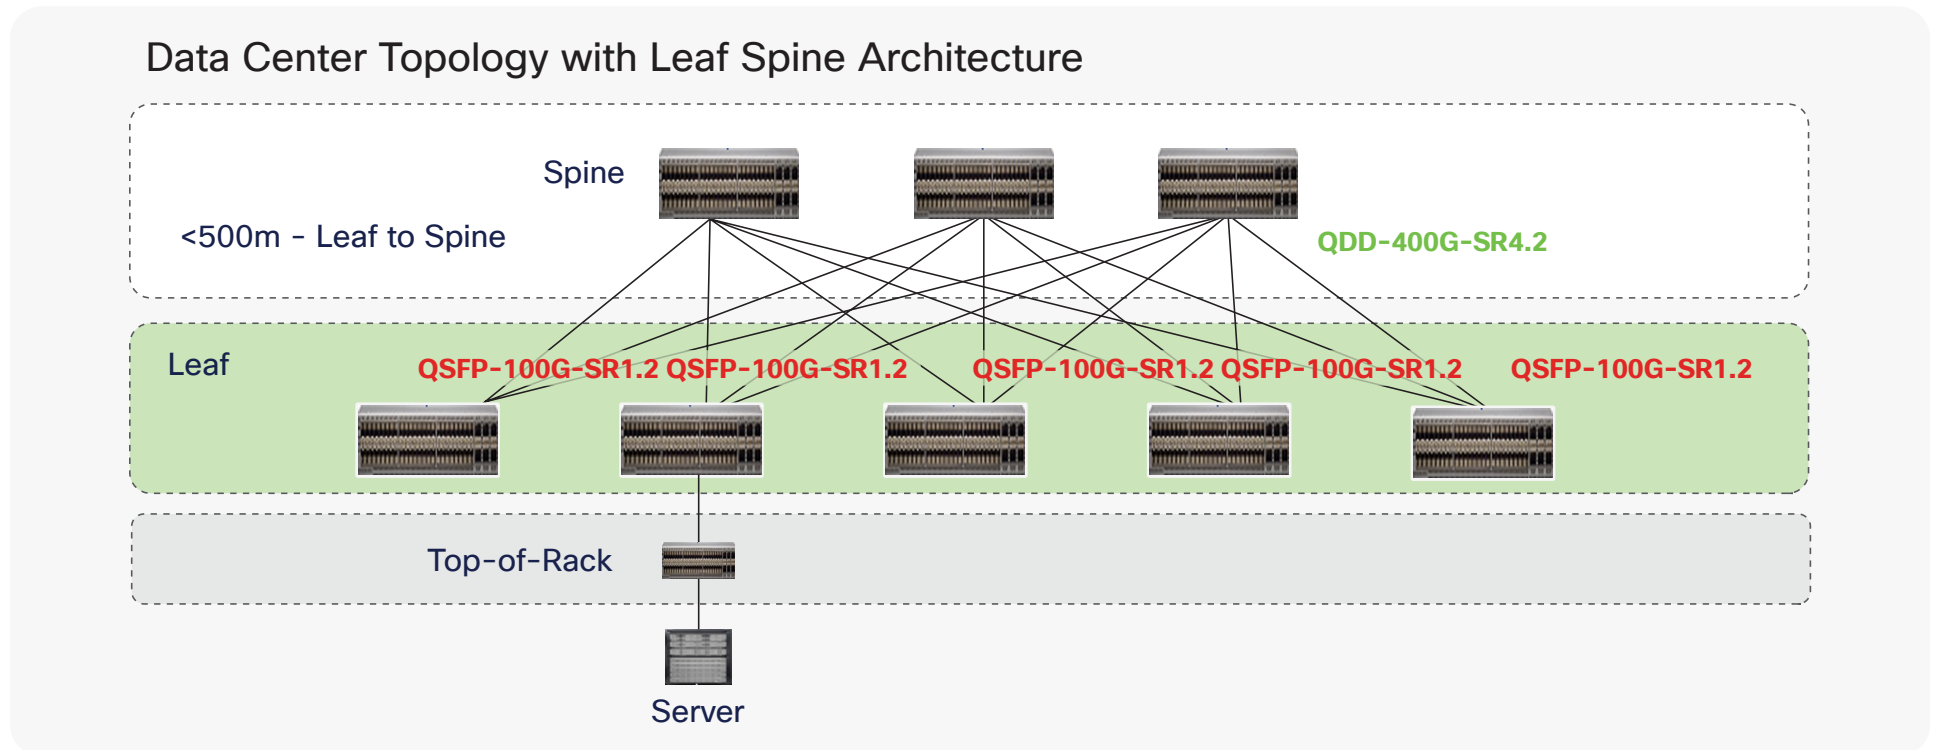 Data Center Topology with Leaf Spine Architecture
Spine
<500m - Leaf to Spine
QDD-400G-SR4.2
Leaf
QSFP-100G-SR1.2 QSFP-100G-SR1.2 QSFP-100G-SR1.2 QSFP-100G-SR1.2 QSFP-100G-SR1.2
Top-of-Rack
Server